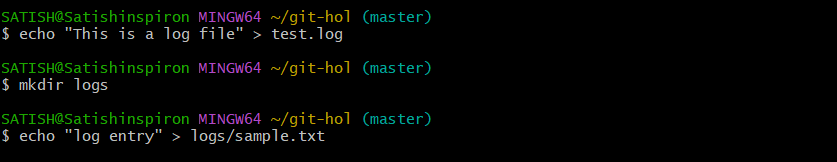 SATISH@Satishinspiron MINGW64 ~/git-hol (master)
$ echo "This is a log file" > test.log
SATISH@Satishinspiron MINGW64 ~/git-hol (master)
$ mkdir logs
SATISH@Satishinspiron MINGW64 ~/git-hol (master)
$ echo "log entry" > logs/sample.txt